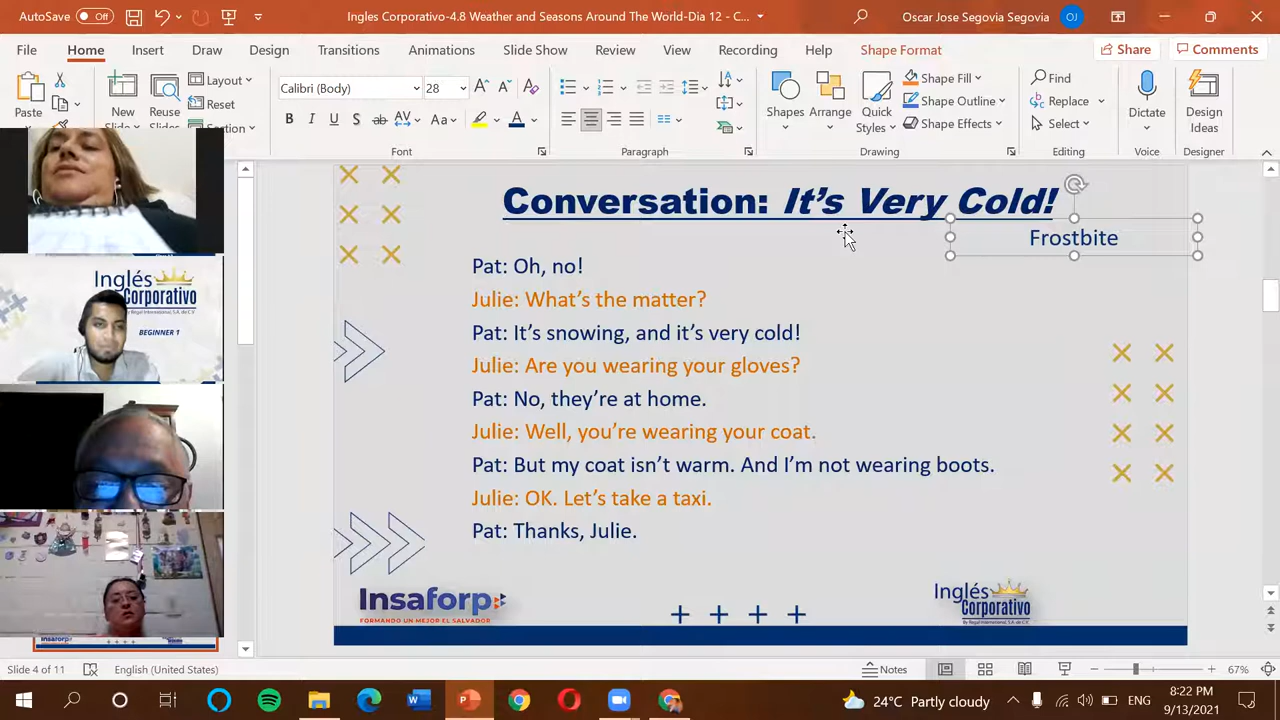 AutoSave Off Ingles Corporativo-4.8 Weather and Seasons Around The World-Dia 12 - C... Oscar Jose Segovia Segovia OJ
File Home Insert Draw Design Transitions Animations Slide Show Review View Recording Help Shape Format Share Comments
Paste New Reuse Layout Reset Calibri (Body) 28 Shapes Arrange Quick Styles Shape Fill Shape Outline Shape Effects Find Replace Select Dictate Design Ideas
Font Paragraph Drawing Editing Voice Designer
Conversation: It's Very Cold!
Frostbite
Pat: Oh, no!
Julie: What's the matter?
Pat: It's snowing, and it's very cold!
Julie: Are you wearing your gloves?
Pat: No, they're at home.
Julie: Well, you're wearing your coat.
Pat: But my coat isn't warm. And I'm not wearing boots.
Julie: OK. Let's take a taxi.
Pat: Thanks, Julie.
Insaforp
FORMANDO UN MEJOR EL SALVADOR
Inglés
Corporativo
By Regal International, S.A. de C.V.
Inglés
Corporativo
By Regal International, S.A. de C.V.
BEGINNER 1
Slide 4 of 11 English (United States) Notes 67%
24°C Partly cloudy ENG 8:22 PM
9/13/2021